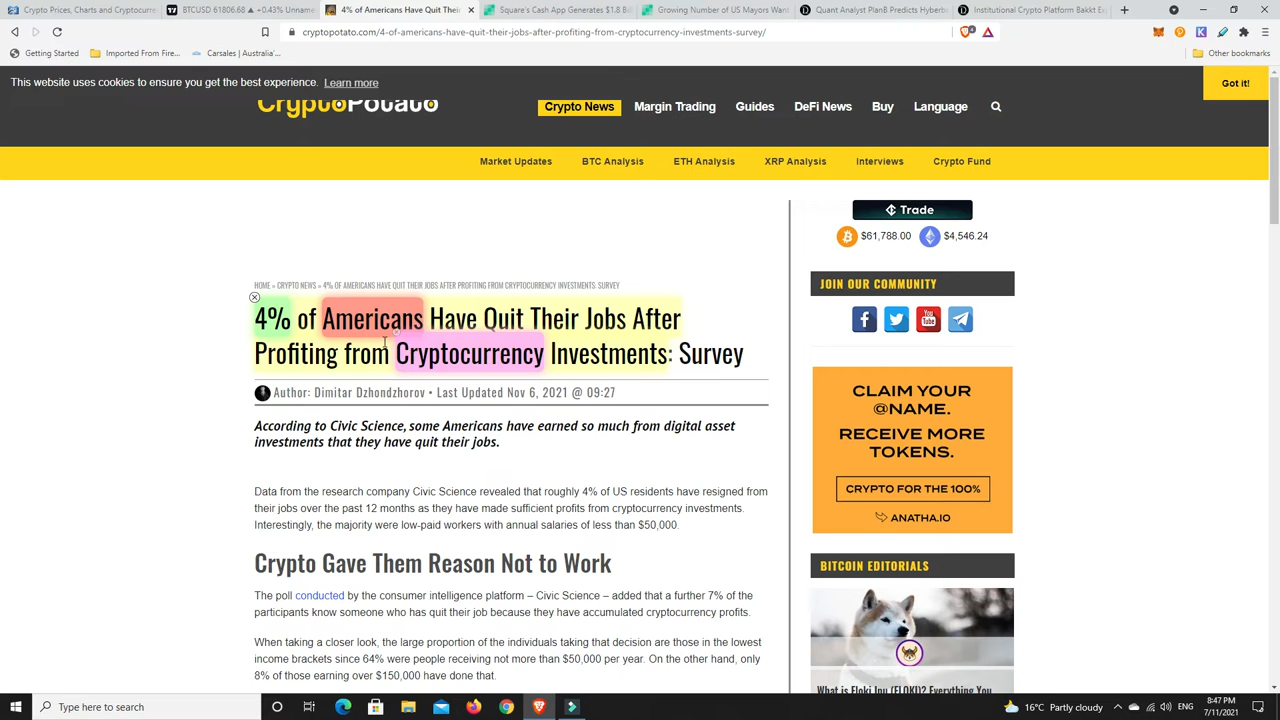 Crypto Prices, Charts and Cryptocurr
BTCUSD 61806.68 ▲ +0.43% Unname
4% of Americans Have Quit Their
Square's Cash App Generates $1.8 Bil
Growing Number of US Mayors Want
Quant Analyst PlanB Predicts Hyperb
Institutional Crypto Platform Bakkt Ex
cryptopotato.com/4-of-americans-have-quit-their-jobs-after-profiting-from-cryptocurrency-investments-survey/
Getting Started
Imported From Fire...
Carsales (Australia'...
Other bookmarks
This website uses cookies to ensure you get the best experience. Learn more
Got it!
CryptoPotato
Crypto News
Margin Trading
Guides
DeFi News
Buy
Language
Market Updates
BTC Analysis
ETH Analysis
XRP Analysis
Interviews
Crypto Fund
Trade
$61,788.00
$4,546.24
HOME » CRYPTO NEWS » 4% OF AMERICANS HAVE QUIT THEIR JOBS AFTER PROFITING FROM CRYPTOCURRENCY INVESTMENTS: SURVEY
4% of Americans Have Quit Their Jobs After
Profiting from Cryptocurrency Investments: Survey
Author: Dimitar Dzhondzhorov • Last Updated Nov 6, 2021 @ 09:27
According to Civic Science, some Americans have earned so much from digital asset
investments that they have quit their jobs.
Data from the research company Civic Science revealed that roughly 4% of US residents have resigned from
their jobs over the past 12 months as they have made sufficient profits from cryptocurrency investments.
Interestingly, the majority were low-paid workers with annual salaries of less than $50,000.
Crypto Gave Them Reason Not to Work
The poll conducted by the consumer intelligence platform – Civic Science – added that a further 7% of the
participants know someone who has quit their job because they have accumulated cryptocurrency profits.
When taking a closer look, the large proportion of the individuals taking that decision are those in the lowest
income brackets since 64% were people receiving not more than $50,000 per year. On the other hand, only
8% of those earning over $150,000 have done that.
JOIN OUR COMMUNITY
You
Tube
CLAIM YOUR
@NAME.
RECEIVE MORE
TOKENS.
CRYPTO FOR THE 100%
ANATHA.IO
BITCOIN EDITORIALS
What is Floki Inu (FLOKI)? Everything You
Type here to search
16°C Partly cloudy
ENG
8:47 PM
7/11/2021